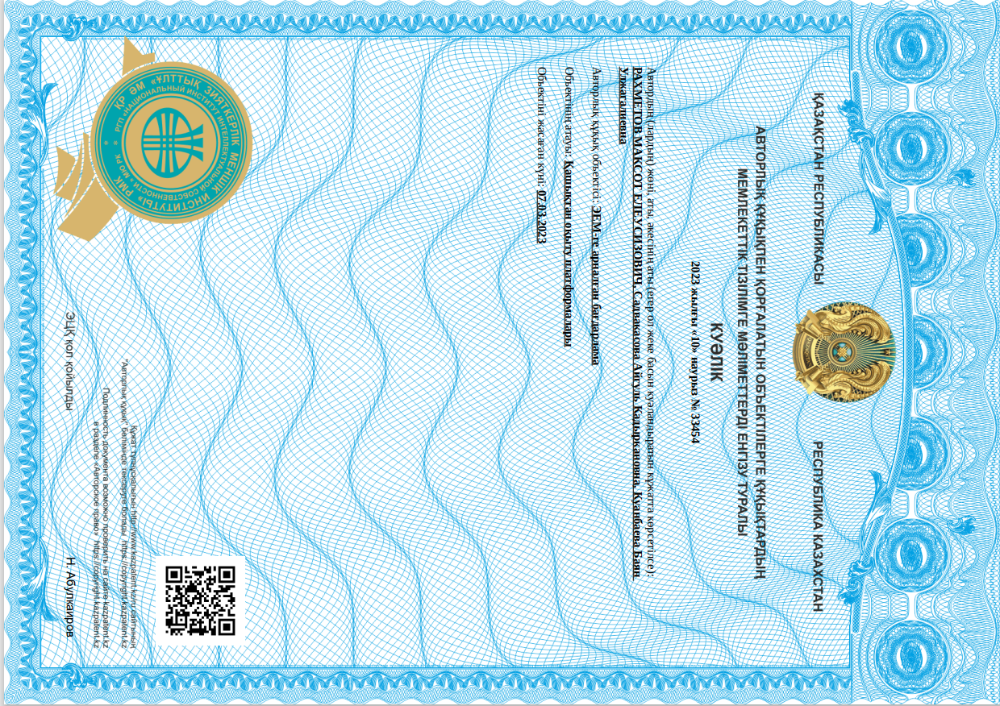 ҚАЗАҚСТАН РЕСПУБЛИКАСЫ
РЕСПУБЛИКА КАЗАХСТАН
АВТОРЛЫҚ ҚҰҚЫҚПЕН ҚОРҒАЛАТЫН ОБЪЕКТІЛЕРГЕ ҚҰҚЫҚТАРДЫҢ
МЕМЛЕКЕТТІК ТІЗІЛІМГЕ МӘЛІМЕТТЕРДІ ЕНГІЗУ ТУРАЛЫ
КУӘЛІК
2023 жылғы «10» наурыз № 33454
Автордың (лардың) жөні, аты, әкесінің аты (егер ол жеке басын куәландыратын құжатта көрсетілсе):
РАХМЕТОВ МАКСОТ ЕЛЕУСИЗОВИЧ, Садвакасова Айгуль Кадыркановна, Куанбаева Баян
Улжагалиевна
Авторлық құқық объектісі: ЭЕМ-ге арналған бағдарлама
Объектінің атауы: Қашықтан оқыту платформалары
Объектіні жасаған күні: 07.03.2023
ҚР ӘМ «ҰЛТТЫҚ ЗИЯТКЕРЛІК МЕНШІК ИНСТИТУТЫ» РМК
РГП «НАЦИОНАЛЬНЫЙ ИНСТИТУТ ИНТЕЛЛЕКТУАЛЬНОЙ СОБСТВЕННОСТИ» МЮ РК
Құжат түпнұсқалығын http://www.kazpatent.kz/ru сайтының
"Авторлық құқық" бөлімінде тексеруге болады https://copyright.kazpatent.kz
Подлинность документа возможно проверить на сайте kazpatent.kz
в разделе «Авторское право» https://copyright.kazpatent.kz
ЭЦҚ қол қойылды
Н. Абулкаиров